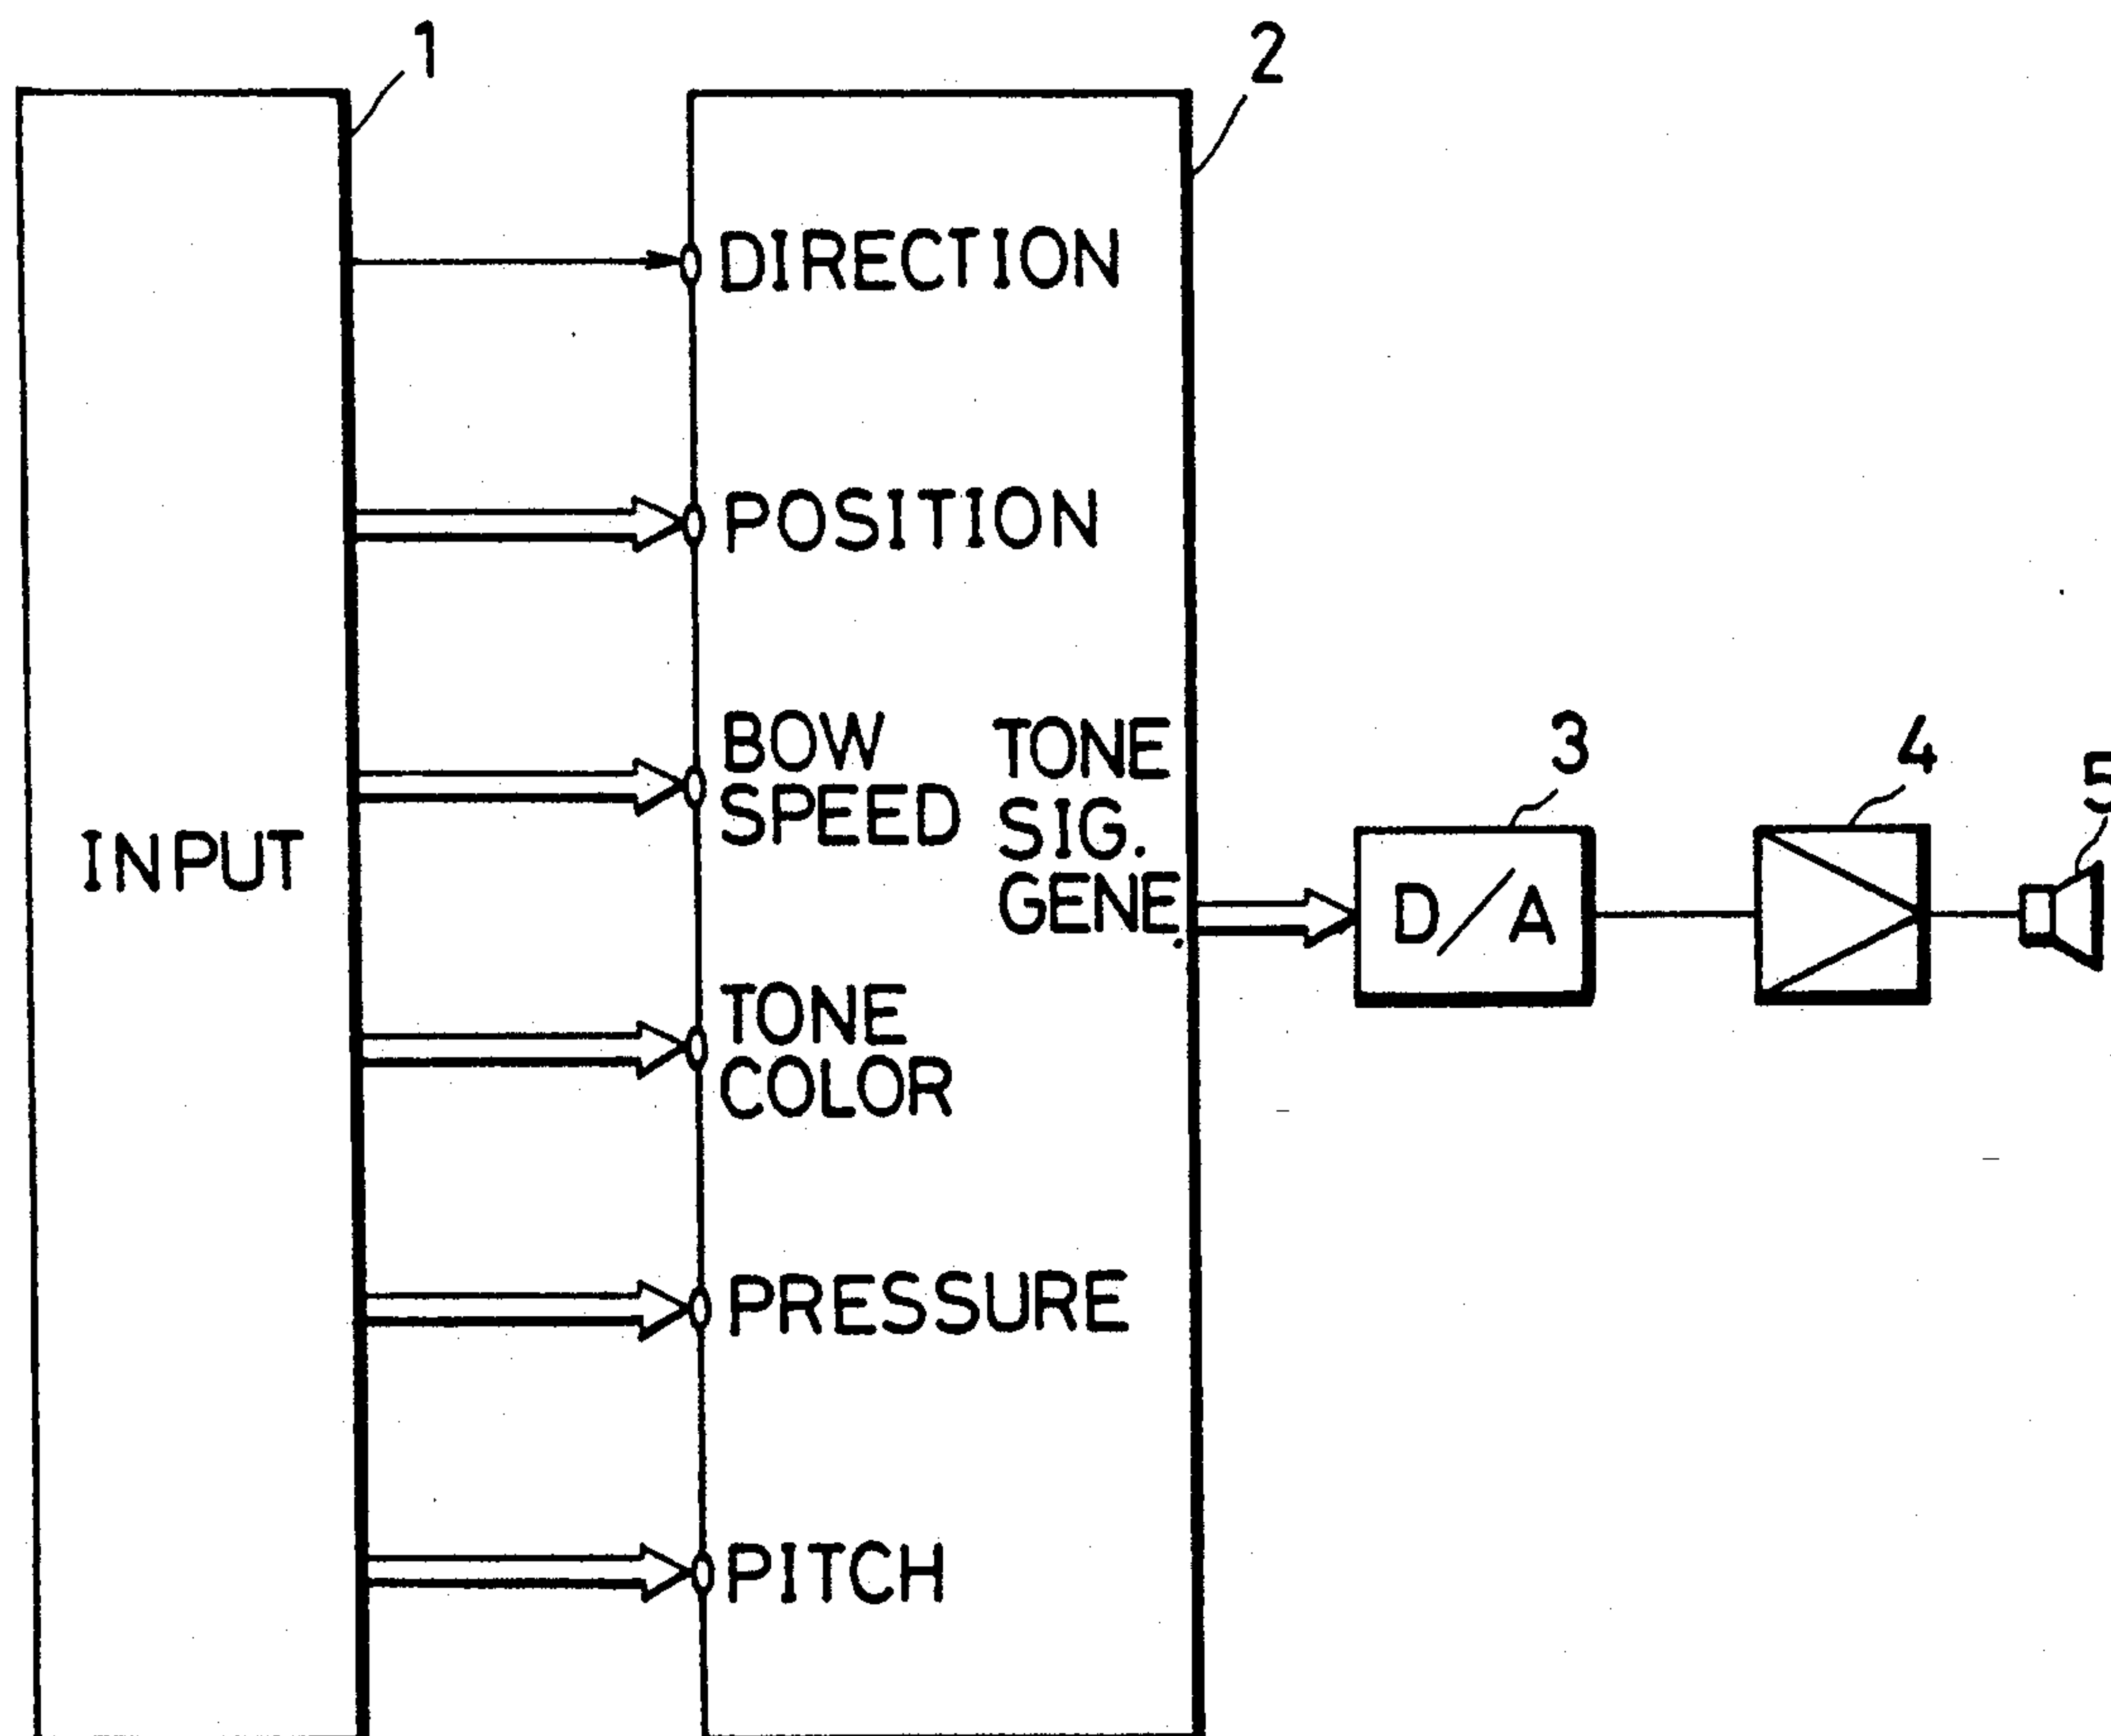 1
2
DIRECTION
POSITION
BOW
SPEED
TONE
SIG.
GENE.
INPUT
3
4
5
D/A
TONE
COLOR
PRESSURE
PITCH